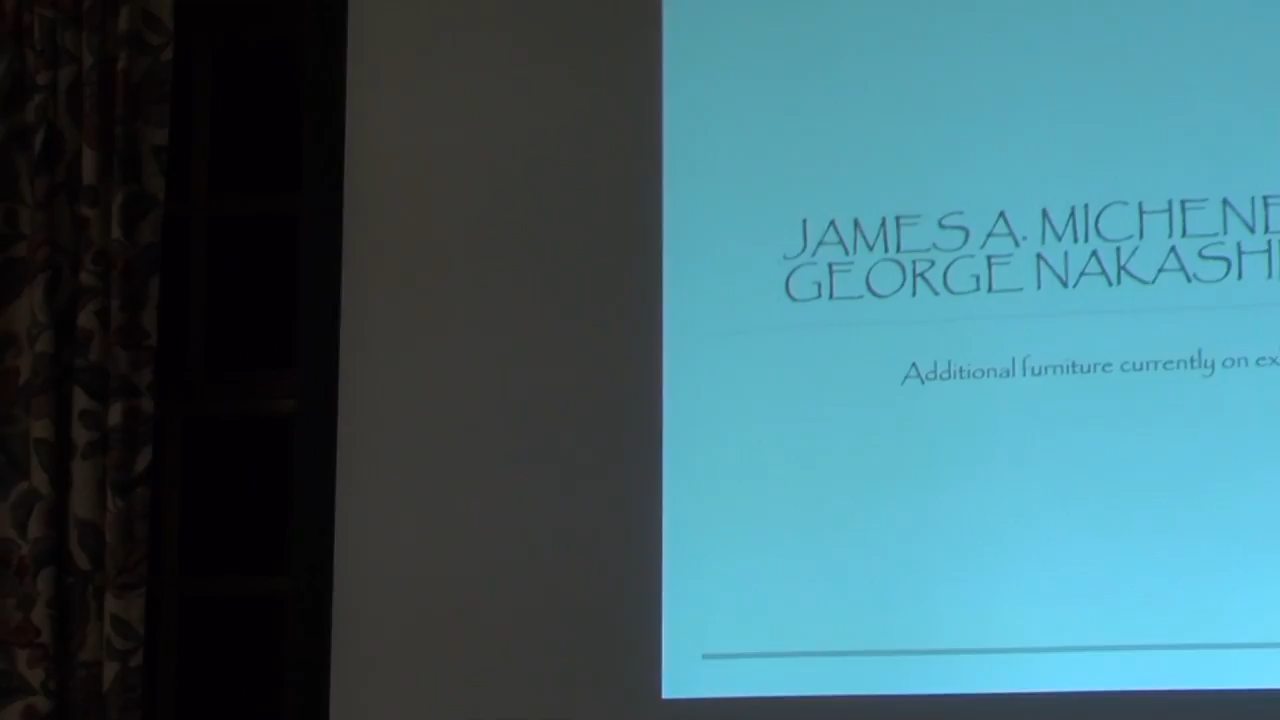 JAMES A. MICHENE
GEORGE NAKASH
Additional furniture currently on ex